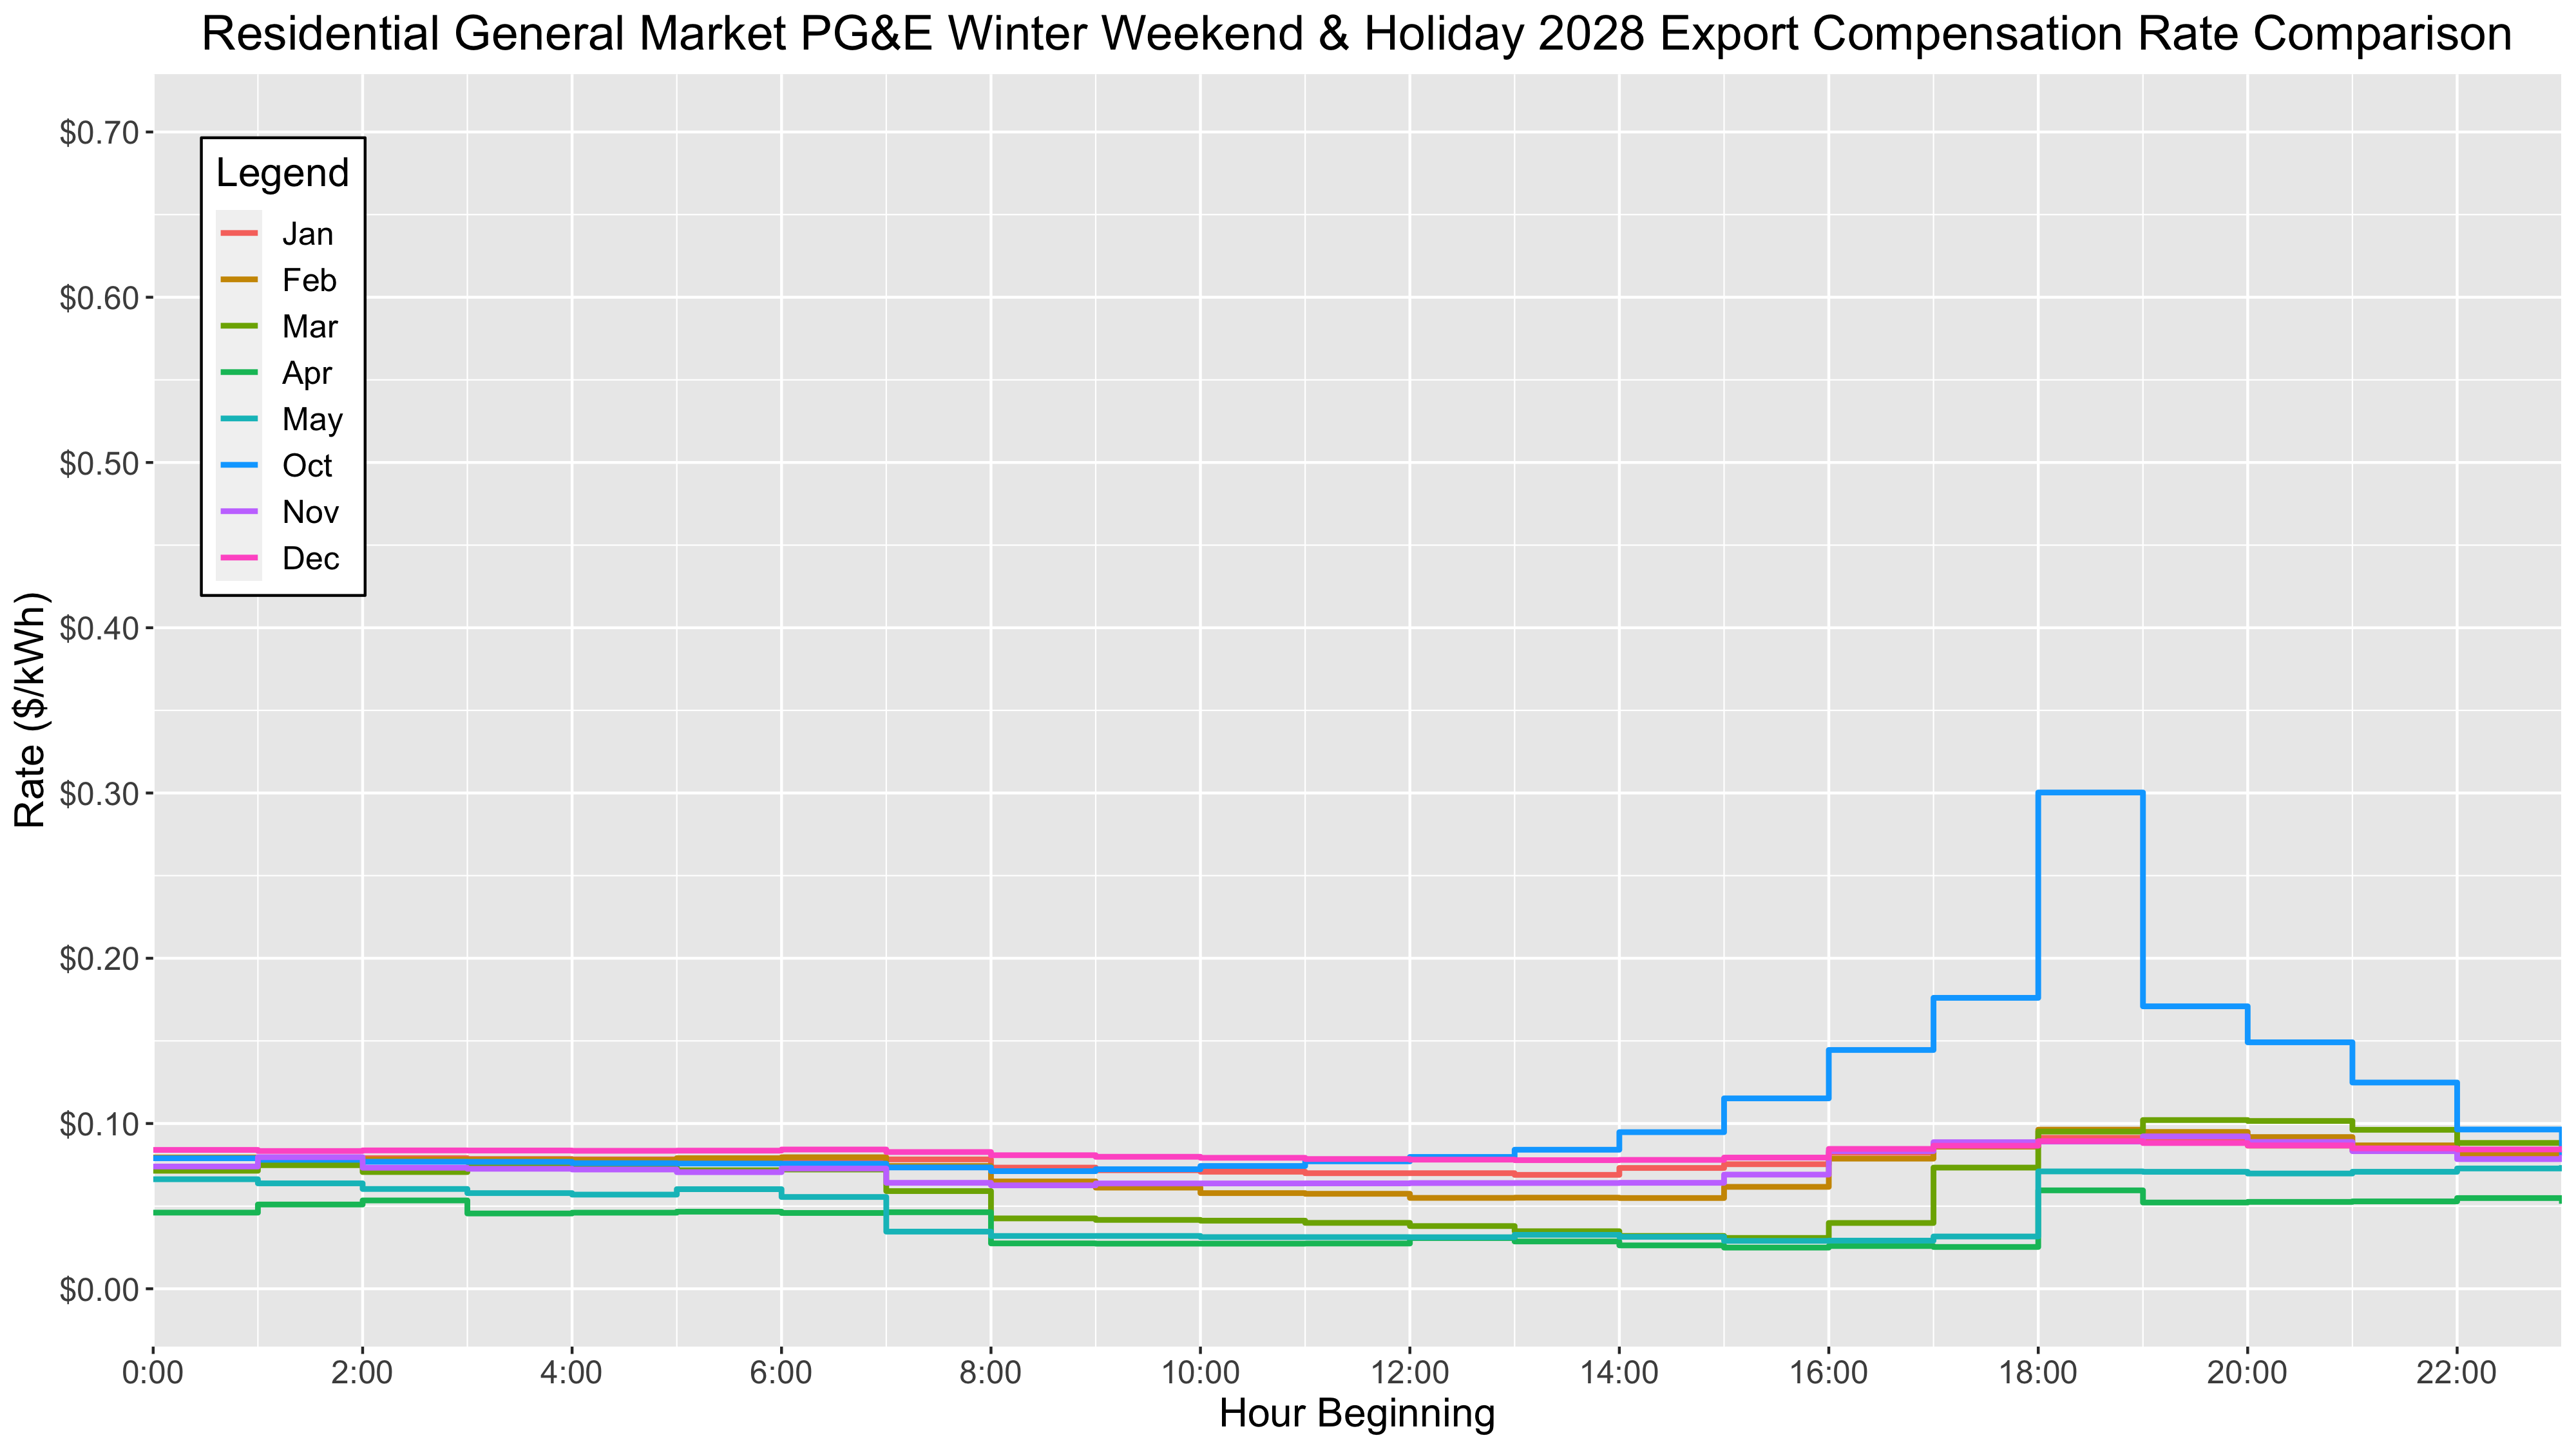 Residential General Market PG&E Winter Weekend & Holiday 2028 Export Compensation Rate Comparison
Legend
Jan
Feb
Mar
Apr
May
Oct
Nov
Dec
Rate ($/kWh)
$0.70
$0.60
$0.50
$0.40
$0.30
$0.20
$0.10
$0.00
0:00 2:00 4:00 6:00 8:00 10:00 12:00 14:00 16:00 18:00 20:00 22:00
Hour Beginning